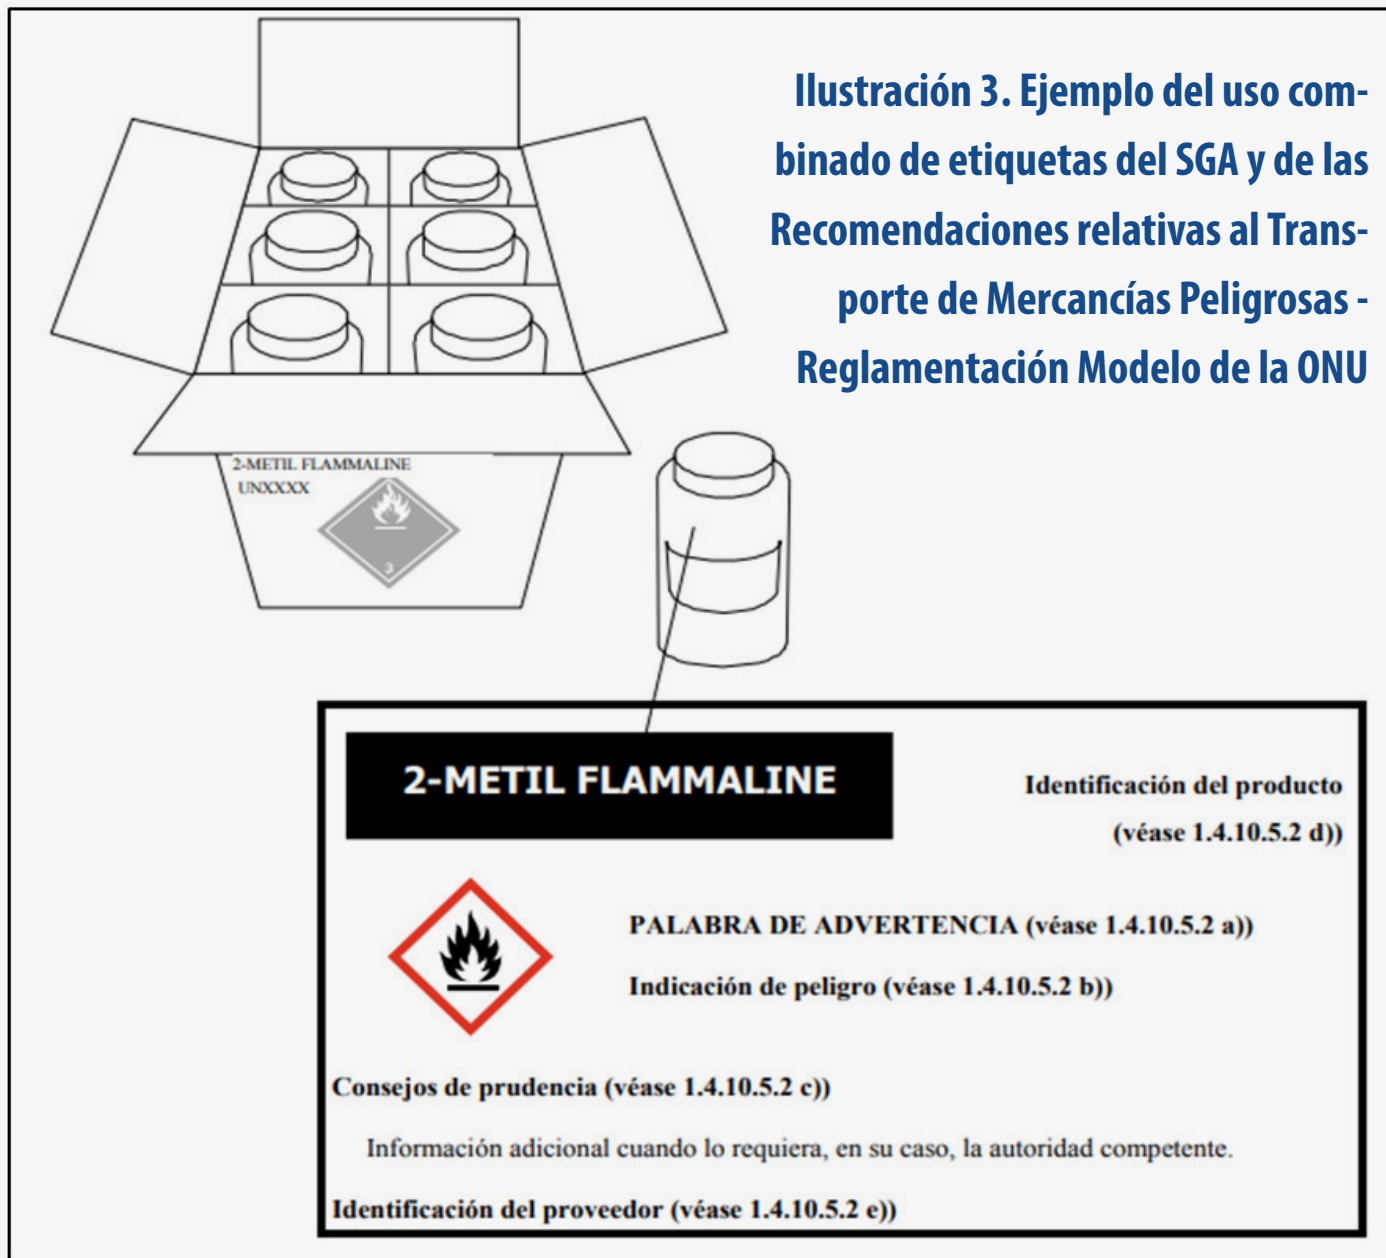 Ilustración 3. Ejemplo del uso com-
binado de etiquetas del SGA y de las
Recomendaciones relativas al Trans-
porte de Mercancías Peligrosas -
Reglamentación Modelo de la ONU
2-METIL FLAMMALINE
UNXXXX
3
2-METIL FLAMMALINE
Identificación del producto
(véase 1.4.10.5.2 d))
PALABRA DE ADVERTENCIA (véase 1.4.10.5.2 a))
Indicación de peligro (véase 1.4.10.5.2 b))
Consejos de prudencia (véase 1.4.10.5.2 c))
Información adicional cuando lo requiera, en su caso, la autoridad competente.
Identificación del proveedor (véase 1.4.10.5.2 e))